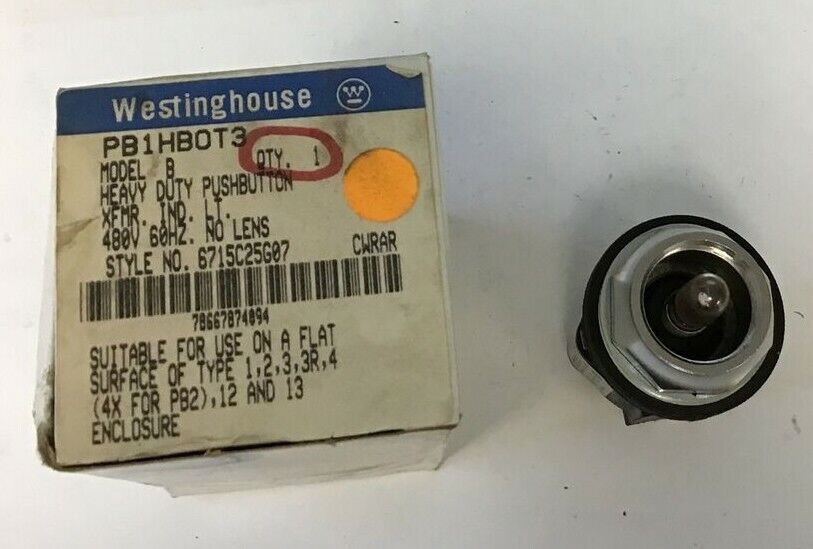 Westinghouse W
PB1HBOT3
MODEL B QTY. 1
HEAVY DUTY PUSHBUTTON
XFMR. IND. LT.
480V 60HZ. NO LENS
STYLE NO. 6715C25G07 CWRAR
78667874094
SUITABLE FOR USE ON A FLAT
SURFACE OF TYPE 1,2,3,3R,4
(4X FOR PB2),12 AND 13
ENCLOSURE